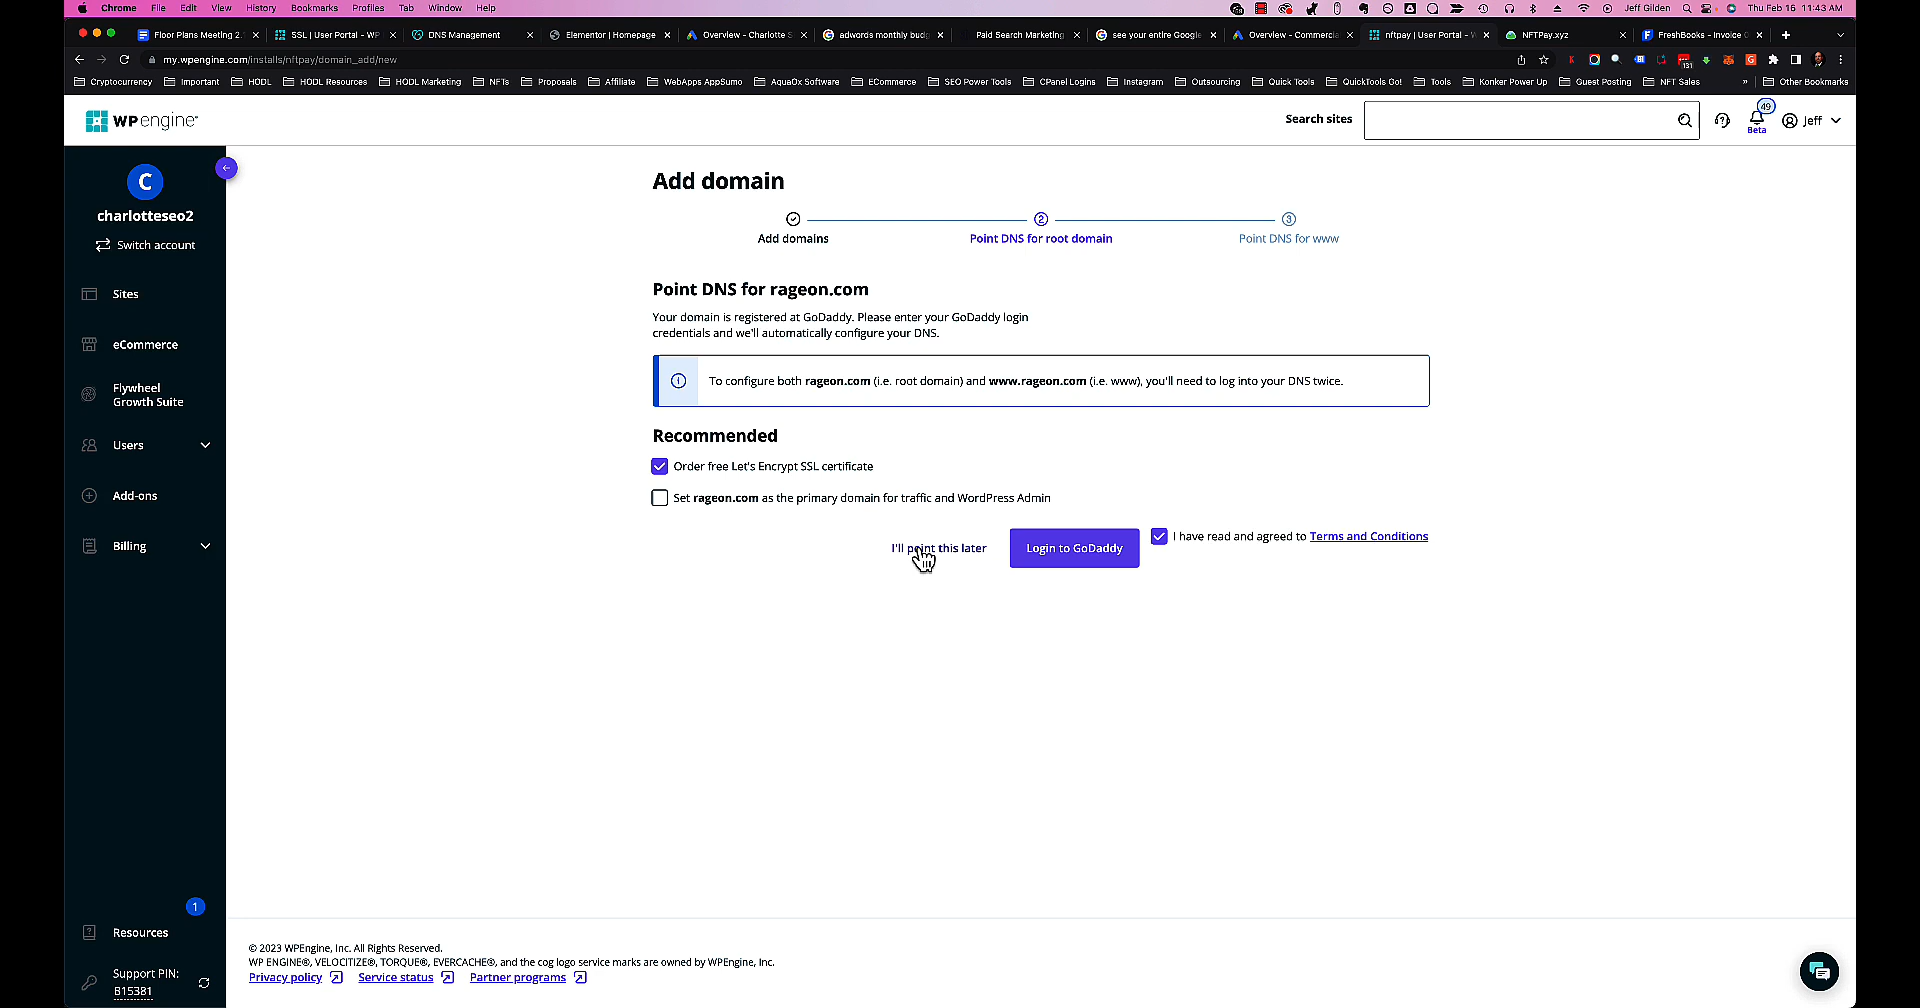 Chrome File Edit View History Bookmarks Profiles Tab Window Help Jeff Gilden Thu Feb 16 11:43 AM
Floor Plans Meeting 2. SSL | User Portal - WP DNS Management Elementor | Homepage Overview - Charlotte S adwords monthly budg Paid Search Marketing see your entire Google Overview - Commercia nftpay | User Portal - W NFTPay.xyz FreshBooks - Invoice 0
my.wpengine.com/installs/nftpay/domain_add/new
131
Cryptocurrency Important HODL HODL Resources HODL Marketing NFTs Proposals Affiliate WebApps AppSumo AquaOx Software ECommerce SEO Power Tools CPanel Logins Instagram Outsourcing Quick Tools QuickTools Go! Tools Konker Power Up Guest Posting NFT Sales » Other Bookmarks
WP engine®
Search sites
49
Beta
Jeff
C
charlotteseo2
Switch account
Sites
eCommerce
Flywheel
Growth Suite
Users
Add-ons
Billing
1
Resources
Support PIN:
B15381
Add domain
2
3
Add domains
Point DNS for root domain
Point DNS for www
Point DNS for rageon.com
Your domain is registered at GoDaddy. Please enter your GoDaddy login
credentials and we'll automatically configure your DNS.
To configure both rageon.com (i.e. root domain) and www.rageon.com (i.e. www), you'll need to log into your DNS twice.
Recommended
Order free Let's Encrypt SSL certificate
Set rageon.com as the primary domain for traffic and WordPress Admin
I'll point this later
Login to GoDaddy
I have read and agreed to Terms and Conditions
© 2023 WPEngine, Inc. All Rights Reserved.
WP ENGINE®, VELOCITIZE®, TORQUE®, EVERCACHE®, and the cog logo service marks are owned by WPEngine, Inc.
Privacy policy Service status Partner programs